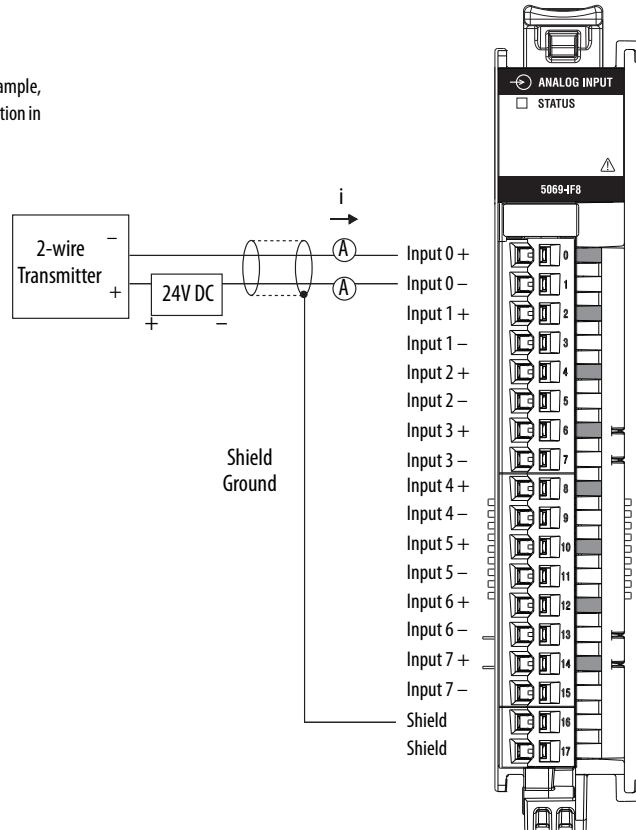 ample,
tion in
ANALOG INPUT
STATUS
5069-IF8
i
2-wire
Transmitter
–
+
24V DC
+
–
A
A
Shield
Ground
Input 0 +
Input 0 –
Input 1 +
Input 1 –
Input 2 +
Input 2 –
Input 3 +
Input 3 –
Input 4 +
Input 4 –
Input 5 +
Input 5 –
Input 6 +
Input 6 –
Input 7 +
Input 7 –
Shield
Shield
0
1
2
3
4
5
6
7
8
9
10
11
12
13
14
15
16
17